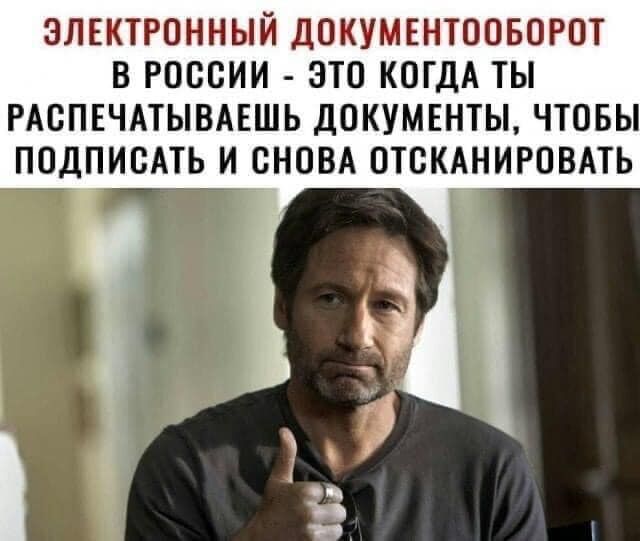 ЭЛЕКТРОННЫЙ ДОКУМЕНТООБОРОТ
В РОССИИ - ЭТО КОГДА ТЫ
РАСПЕЧАТЫВАЕШЬ ДОКУМЕНТЫ, ЧТОБЫ
ПОДПИСАТЬ И СНОВА ОТСКАНИРОВАТЬ